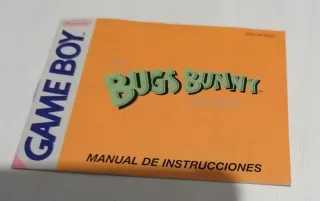 Nintendo
GAME BOY
BUGS BUNNY
MANUAL DE INSTRUCCIONES